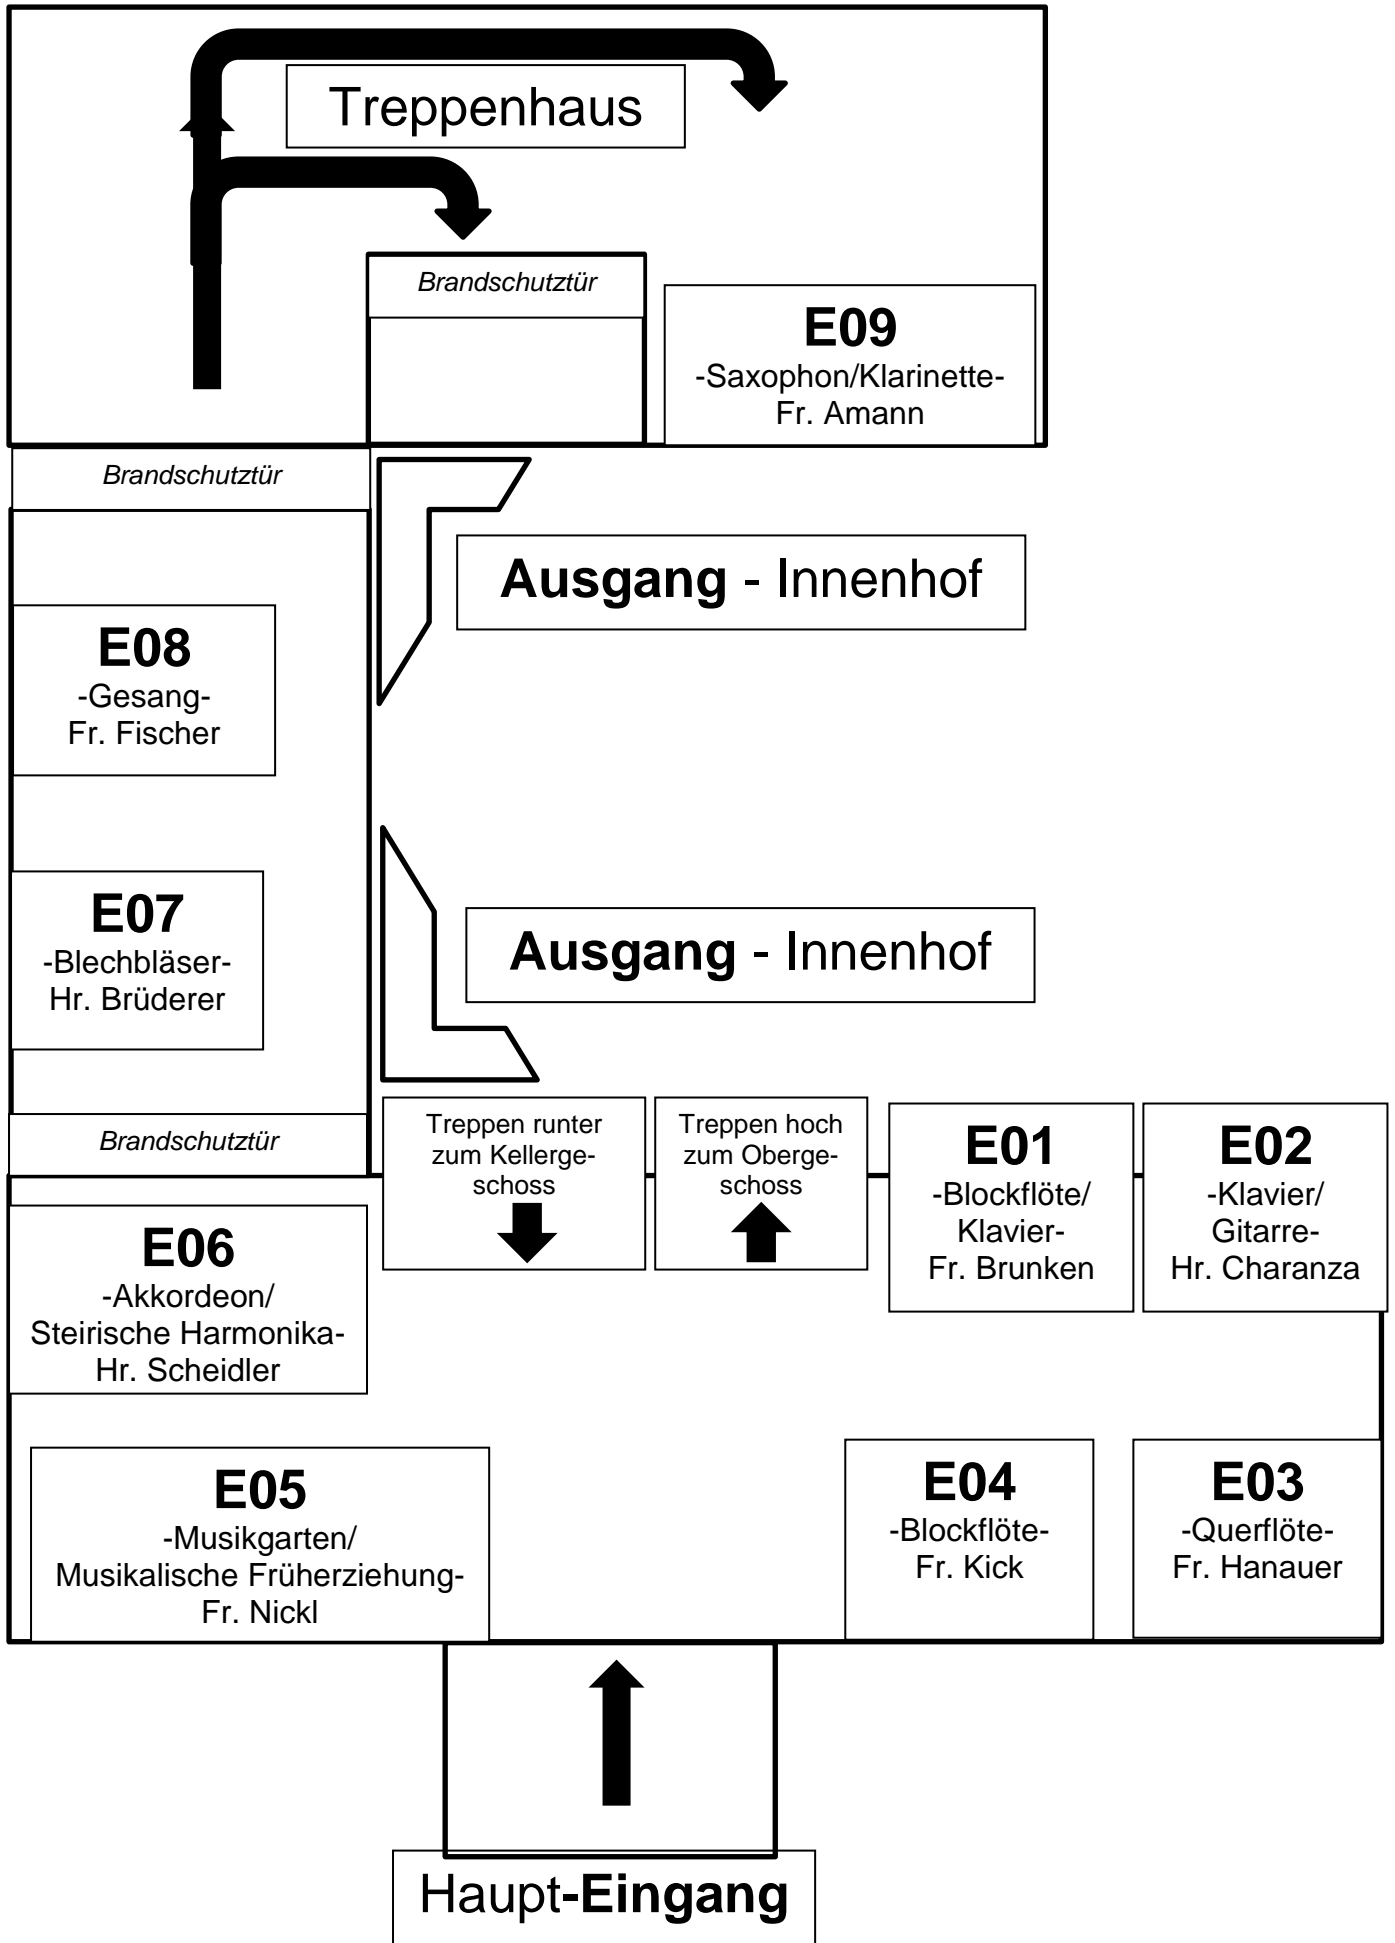 Treppenhaus
Brandschutztür
E09
-Saxophon/Klarinette-
Fr. Amann
Brandschutztür
Ausgang - Innenhof
E08
-Gesang-
Fr. Fischer
E07
-Blechbläser-
Hr. Brüderer
Ausgang - Innenhof
Brandschutztür
Treppen runter
zum Kellerge-
schoss
Treppen hoch
zum Oberge-
schoss
E01
-Blockflöte/
Klavier-
Fr. Brunken
E02
-Klavier/
Gitarre-
Hr. Charanza
E06
-Akkordeon/
Steirische Harmonika-
Hr. Scheidler
E05
-Musikgarten/
Musikalische Früherziehung-
Fr. Nickl
E04
-Blockflöte-
Fr. Kick
E03
-Querflöte-
Fr. Hanauer
Haupt-Eingang